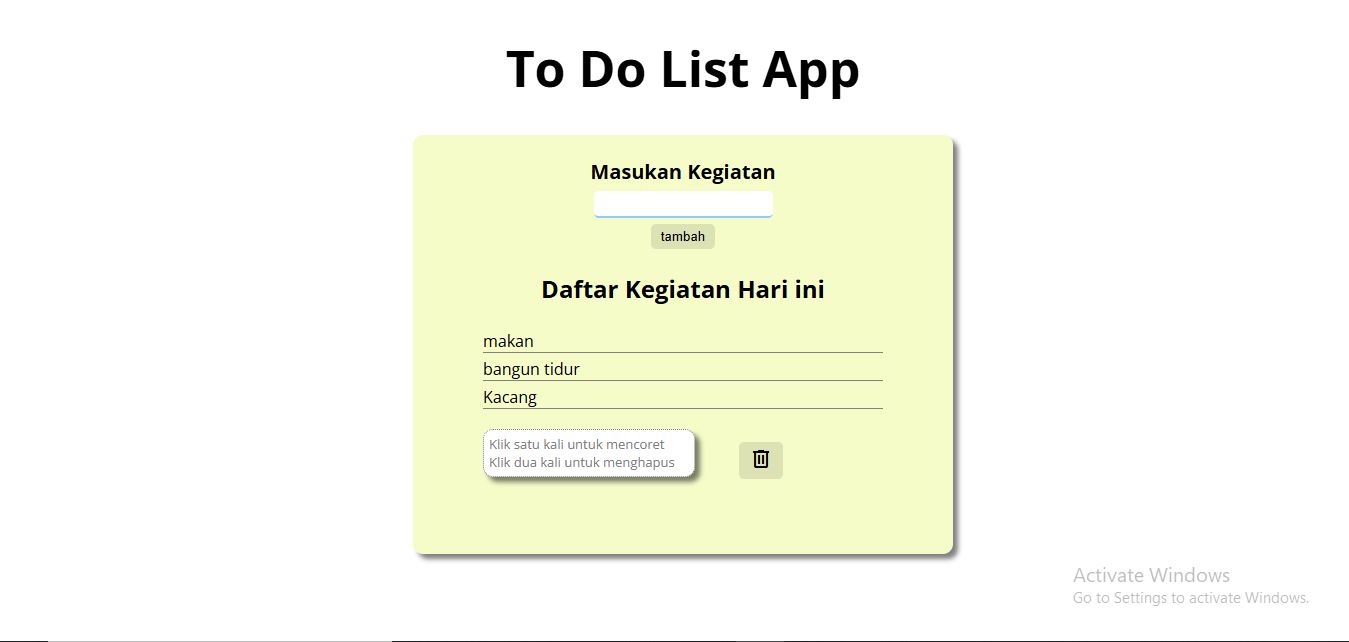 To Do List App
Masukan Kegiatan
tambah
Daftar Kegiatan Hari ini
makan
bangun tidur
Kacang
Klik satu kali untuk mencoret
Klik dua kali untuk menghapus
Activate Windows
Go to Settings to activate Windows.